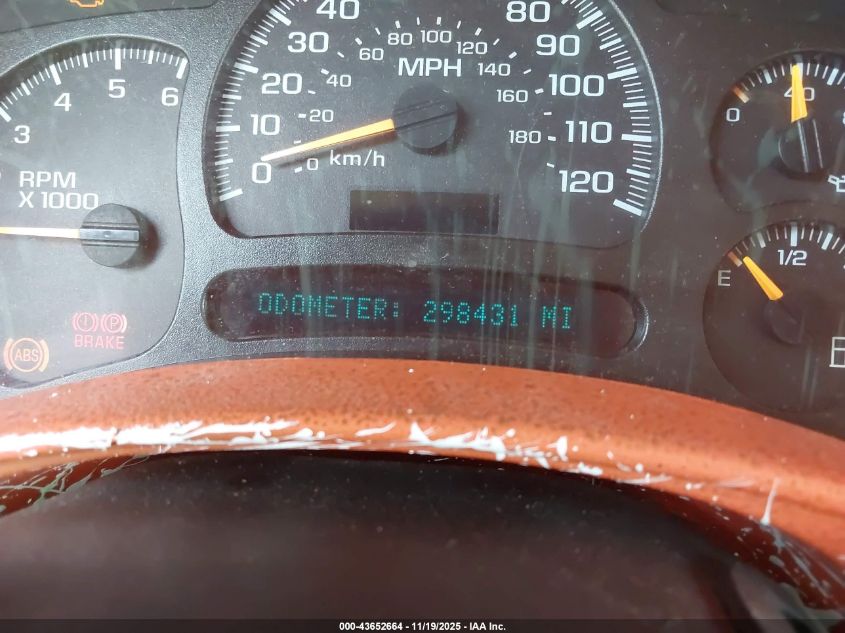 3 4 5 6
RPM
X 1000
0 10 20 30 40 80 90 100 110 120
0 20 40 60 80 100 120 140 160 180
MPH
km/h
0 40
E 1/2
ODOMETER: 298431 MI
ABS
BRAKE
000-43652664 - 11/19/2025 - IAA Inc.